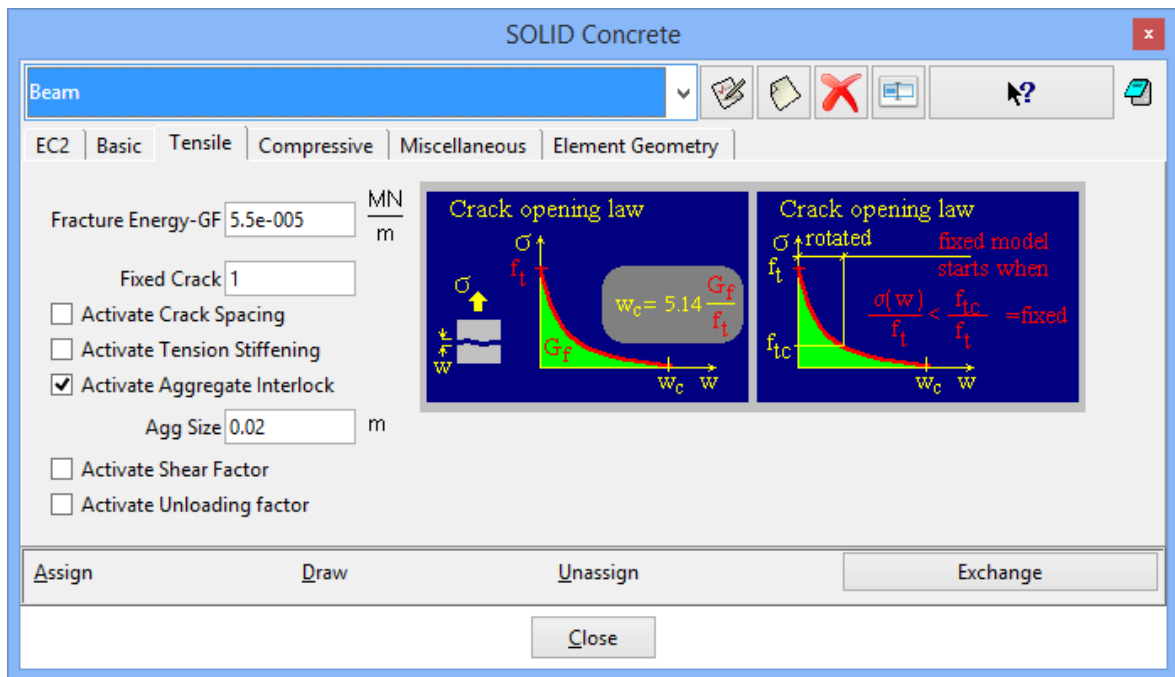 SOLID Concrete
x
Beam
?
EC2 Basic Tensile Compressive Miscellaneous Element Geometry
Fracture Energy-GF 5.5e-005 MN
m
Fixed Crack 1
Activate Crack Spacing
Activate Tension Stiffening
Activate Aggregate Interlock
Agg Size 0.02 m
Activate Shear Factor
Activate Unloading factor
Crack opening law
σ
ft
σ
w
Gf
wc = 5.14 Gf
ft
wc w
Crack opening law
σ rotated
ft
fixed model
starts when
σ(w) < ftc =fixed
ft ft
ftc
wc w
Assign Draw Unassign Exchange
Close